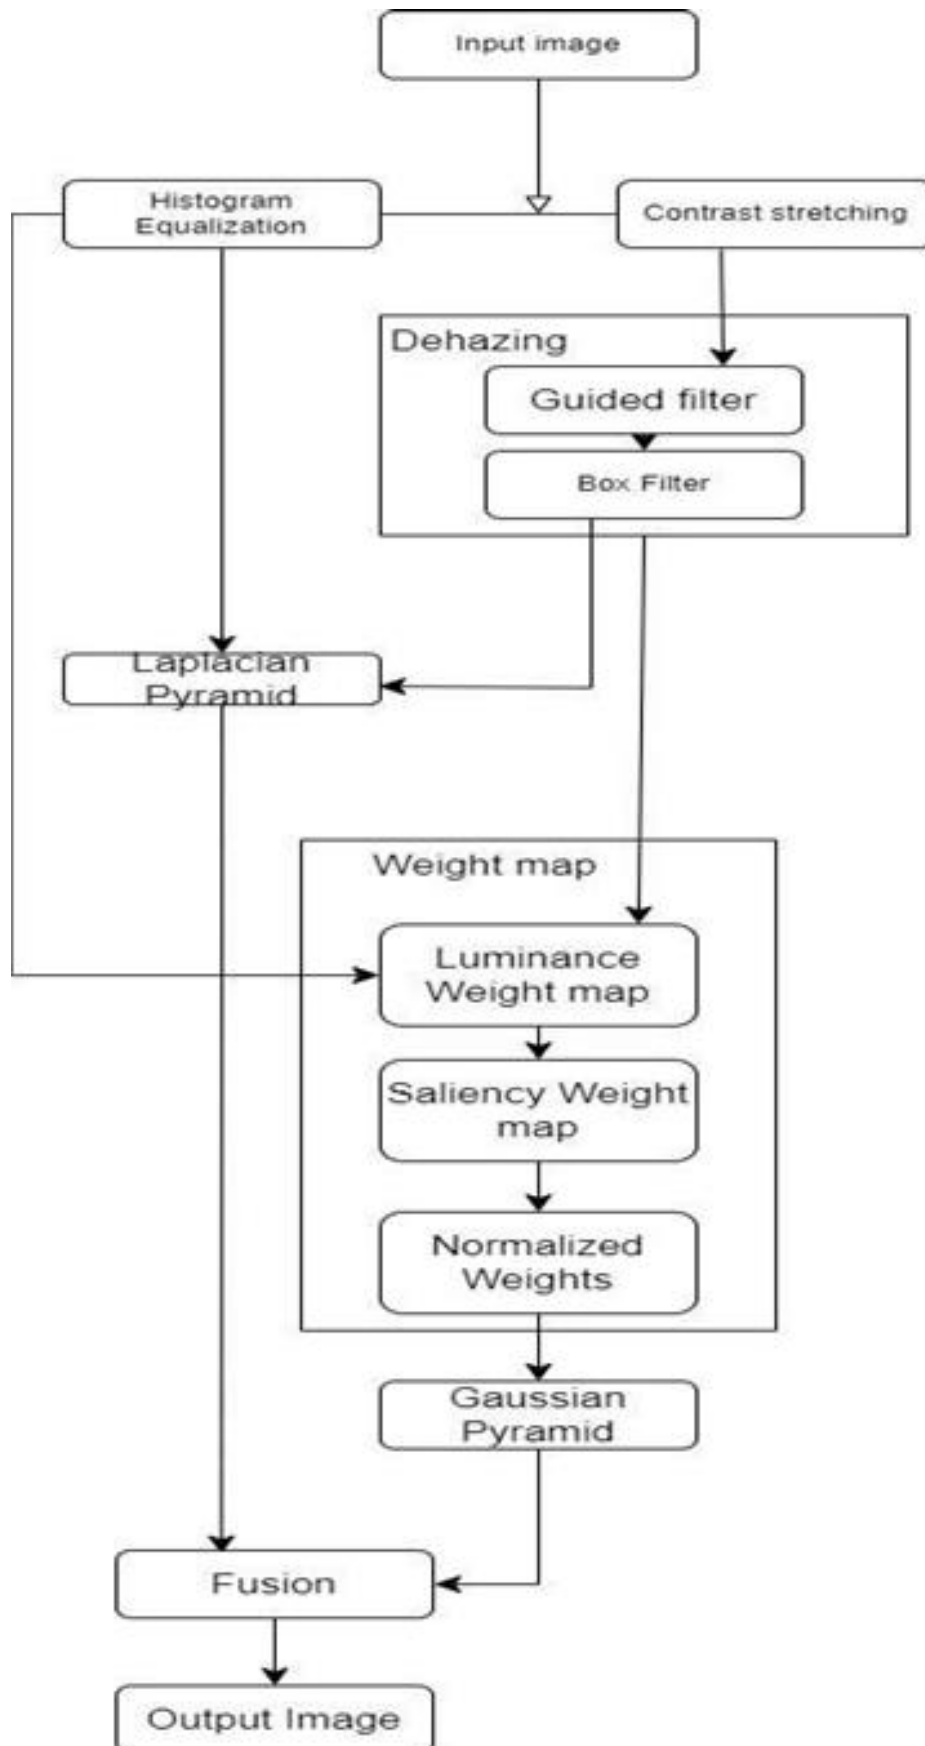 Input image
Histogram
Equalization
Contrast stretching
Dehazing
Guided filter
Box Filter
Laplacian
Pyramid
Weight map
Luminance
Weight map
Saliency Weight
map
Normalized
Weights
Gaussian
Pyramid
Fusion
Output Image